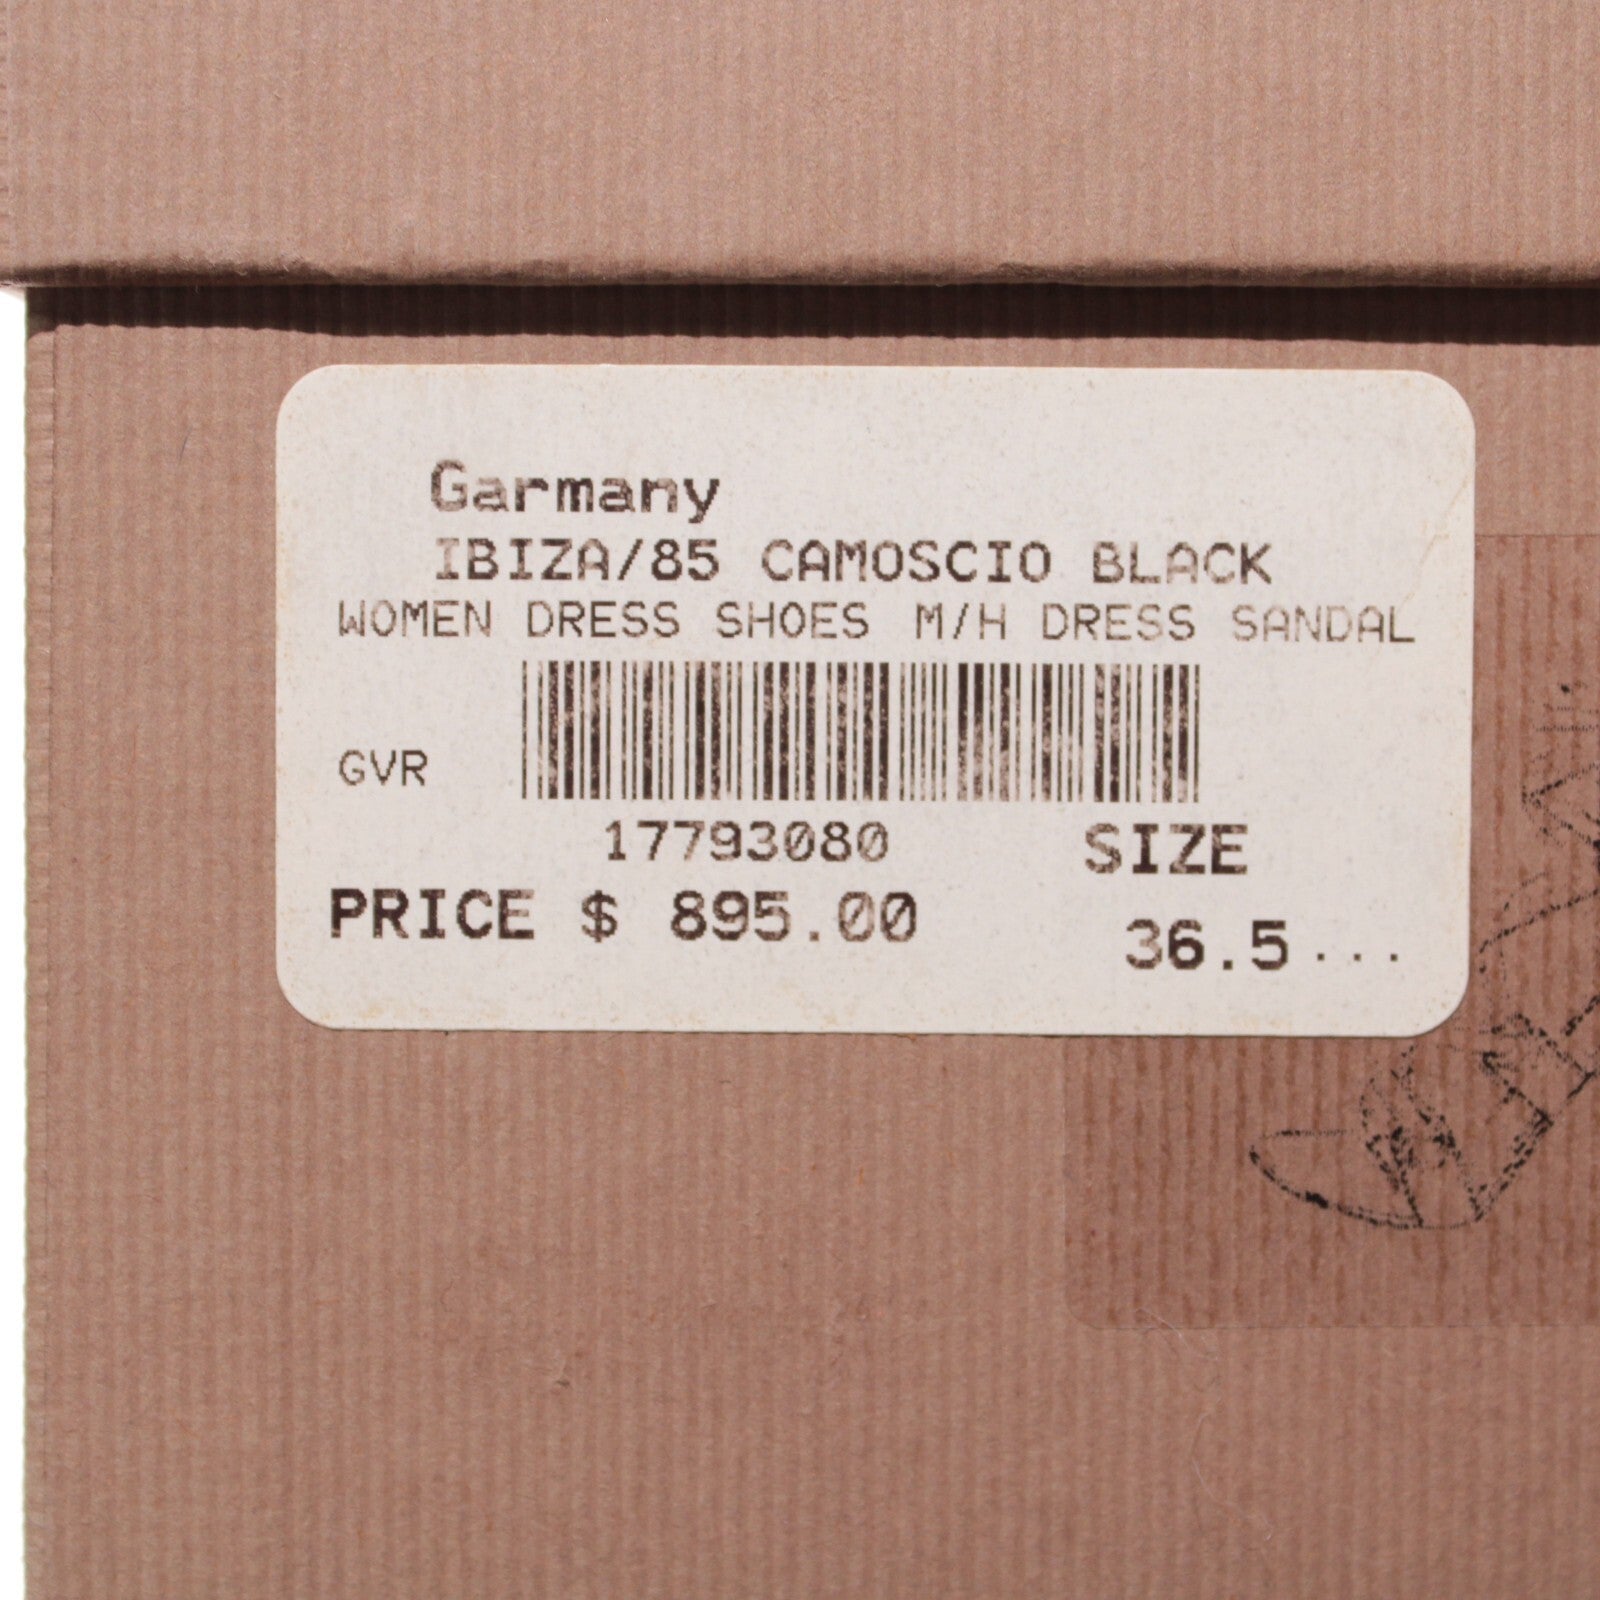 Garmany
IBIZA/85 CAMOSCIO BLACK
WOMEN DRESS SHOES M/H DRESS SANDAL
GVR
17793080
SIZE
PRICE $ 895.00
36.5...